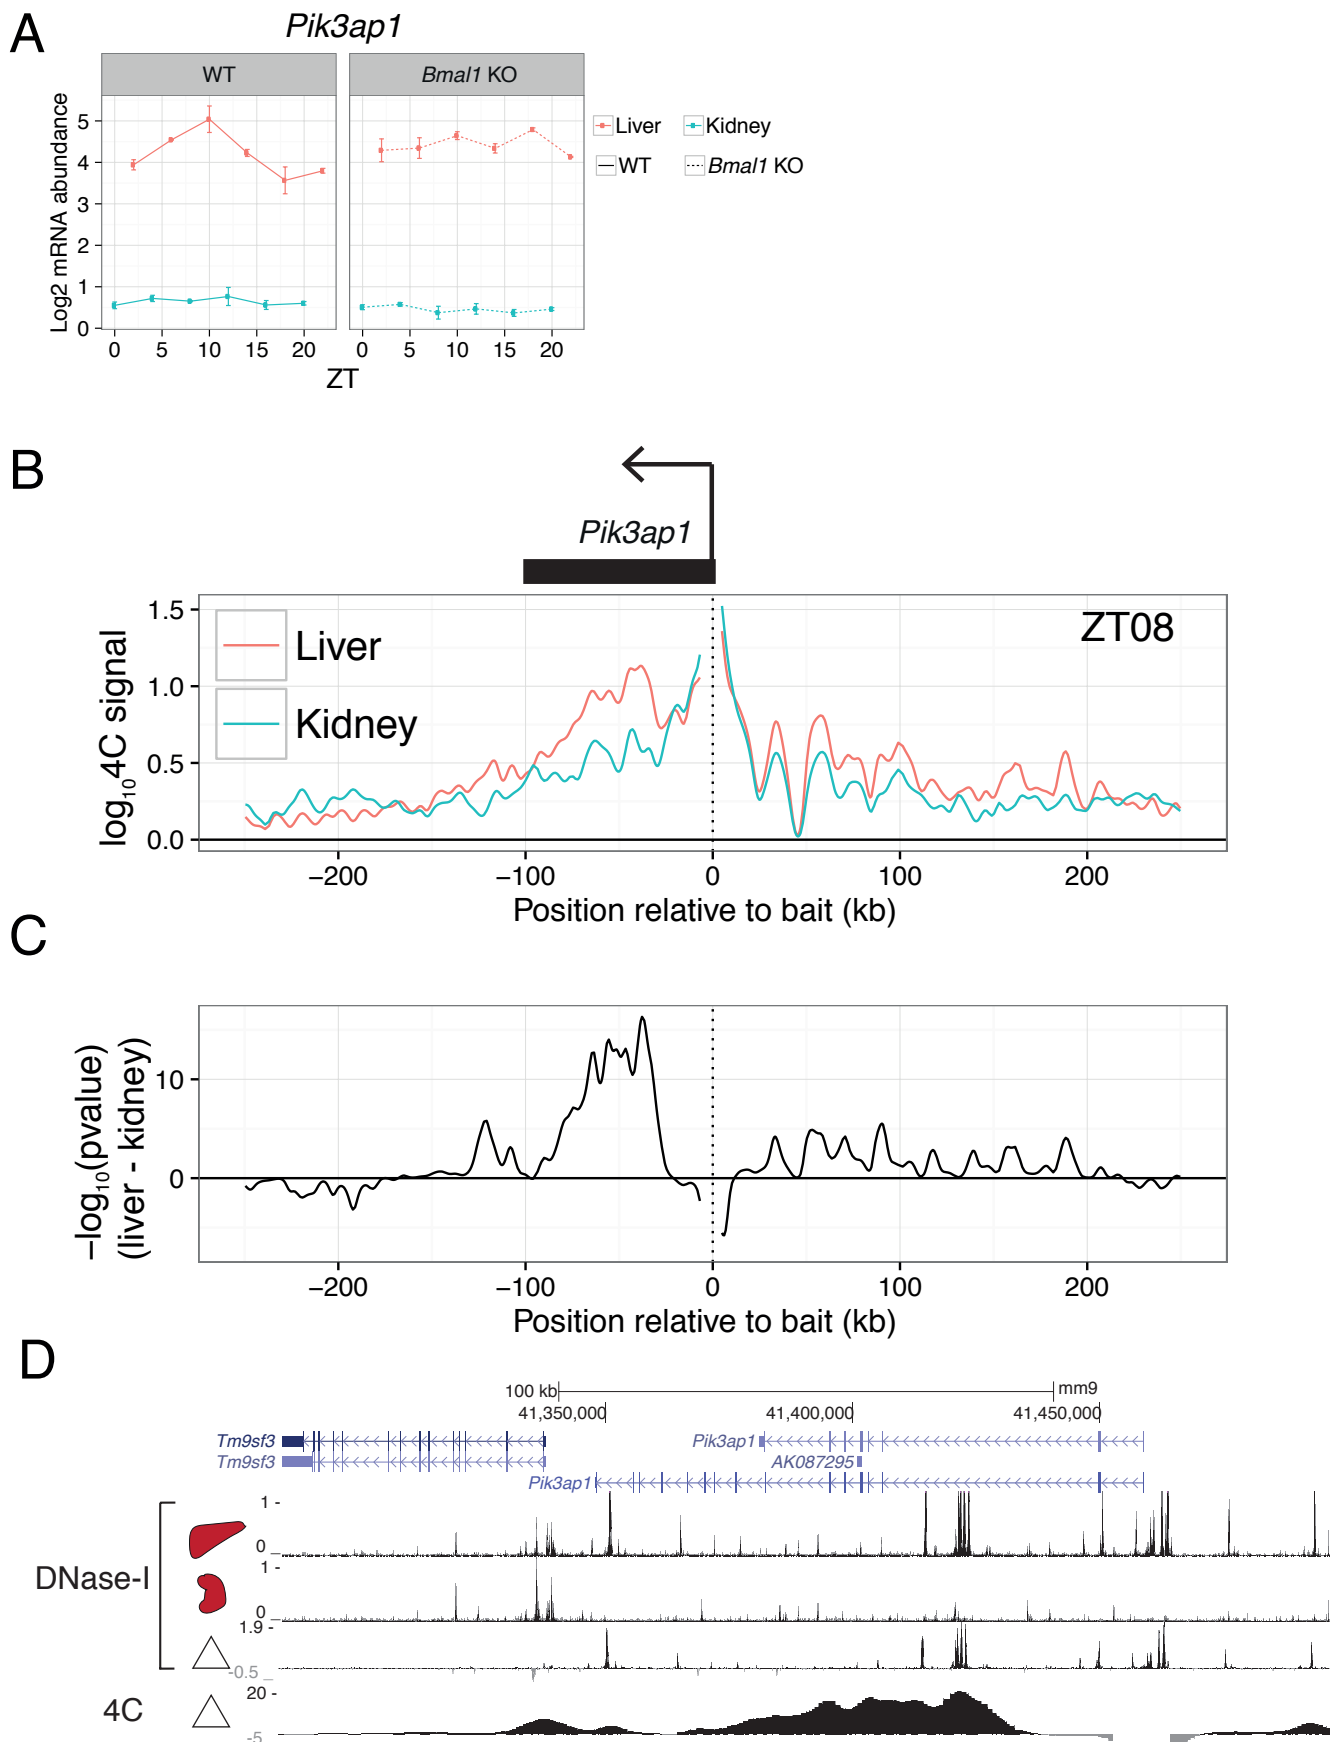 A
Pik3ap1
WT
Bmal1 KO
Log2 mRNA abundance
5
4
3
2
1
0
0 5 10 15 20
0 5 10 15 20
ZT
Liver Kidney
WT Bmal1 KO
B
Pik3ap1
log10 4C signal
1.5
1.0
0.5
0.0
Liver
Kidney
ZT08
−200 −100 0 100 200
Position relative to bait (kb)
C
−log10(pvalue)
(liver - kidney)
10
0
−200 −100 0 100 200
Position relative to bait (kb)
D
100 kb mm9
41,350,000 41,400,000 41,450,000
Tm9sf3 Pik3ap1
Tm9sf3 AK087295
Pik3ap1
DNase-I
1 -
0 _
1 -
0 _
1.9 -
-0.5 _
4C
20 -
-5